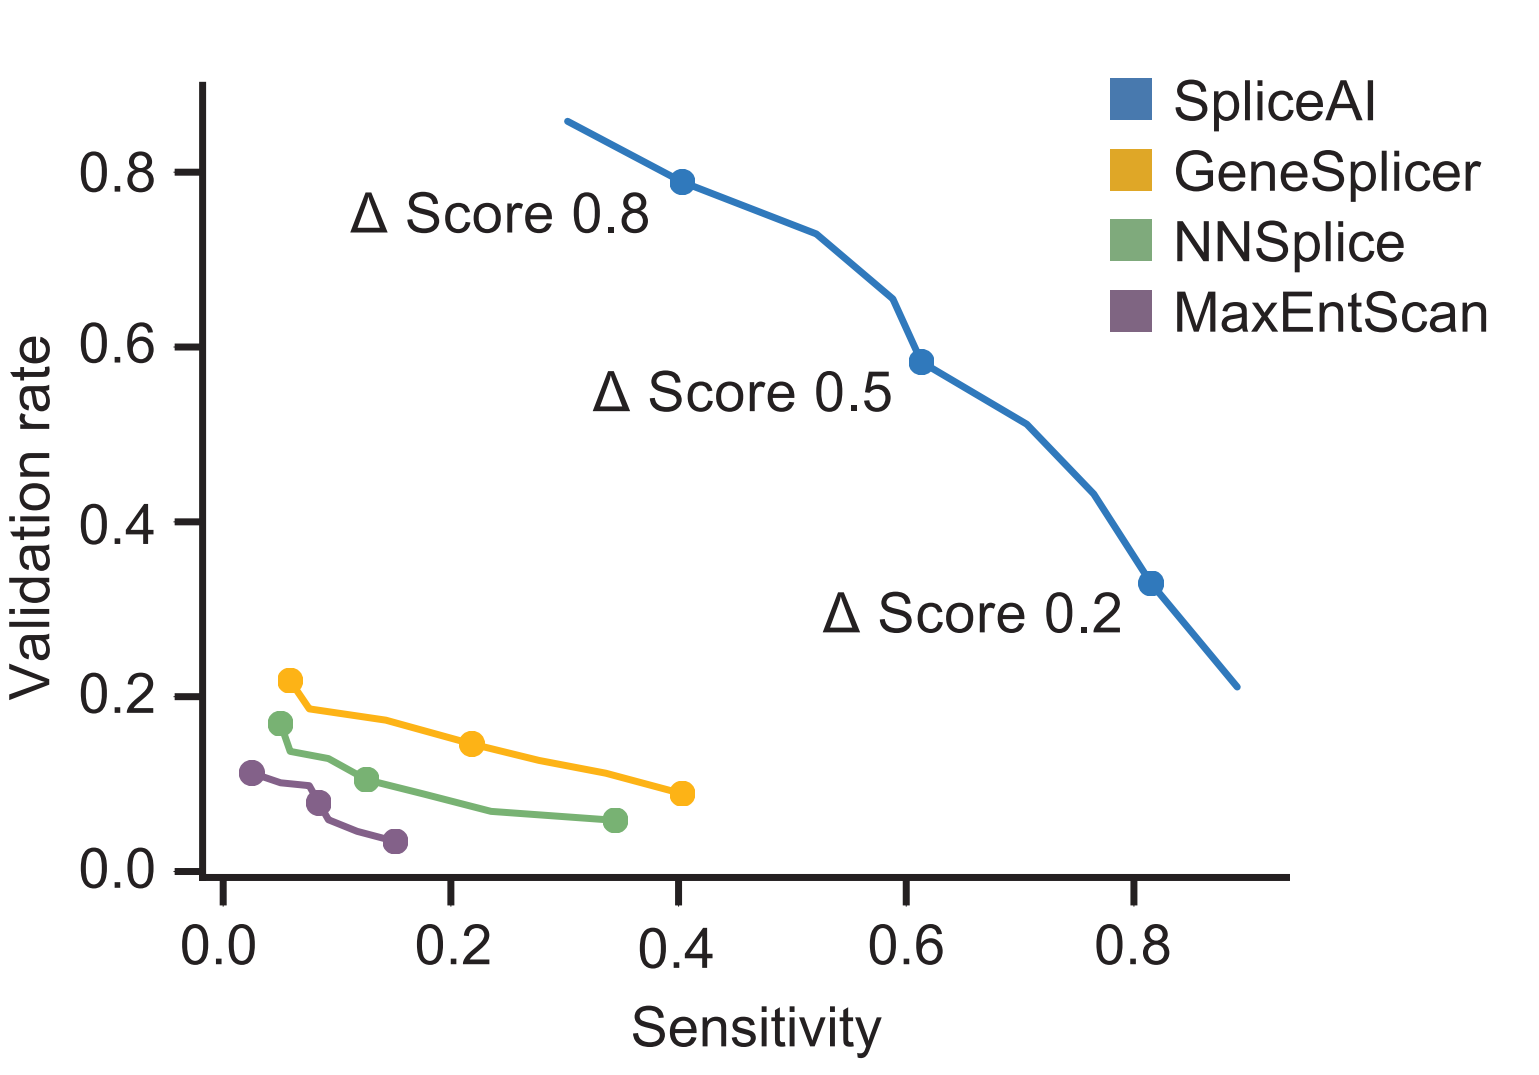 SpliceAI
GeneSplicer
NNSplice
MaxEntScan
Validation rate
0.8
0.6
0.4
0.2
0.0
Δ Score 0.8
Δ Score 0.5
Δ Score 0.2
0.0
0.2
0.4
0.6
0.8
Sensitivity